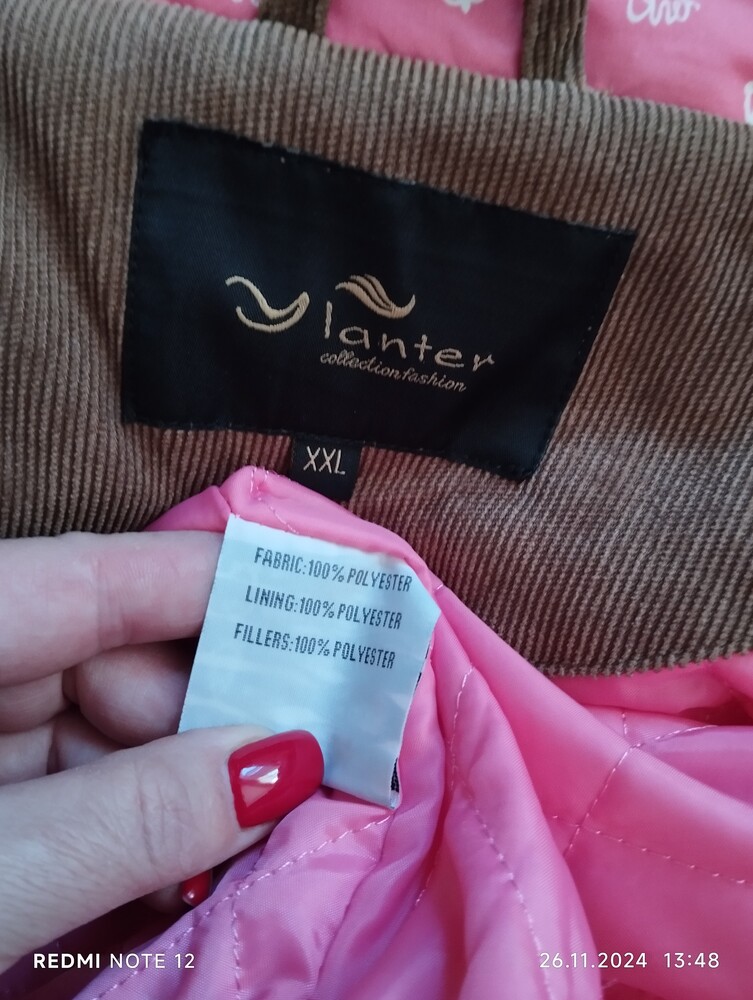 Ylanter
collectionfashion
XXL
FABRIC:100% POLYESTER
LINING:100% POLYESTER
FILLERS:100% POLYESTER
REDMI NOTE 12
26.11.2024 13:48